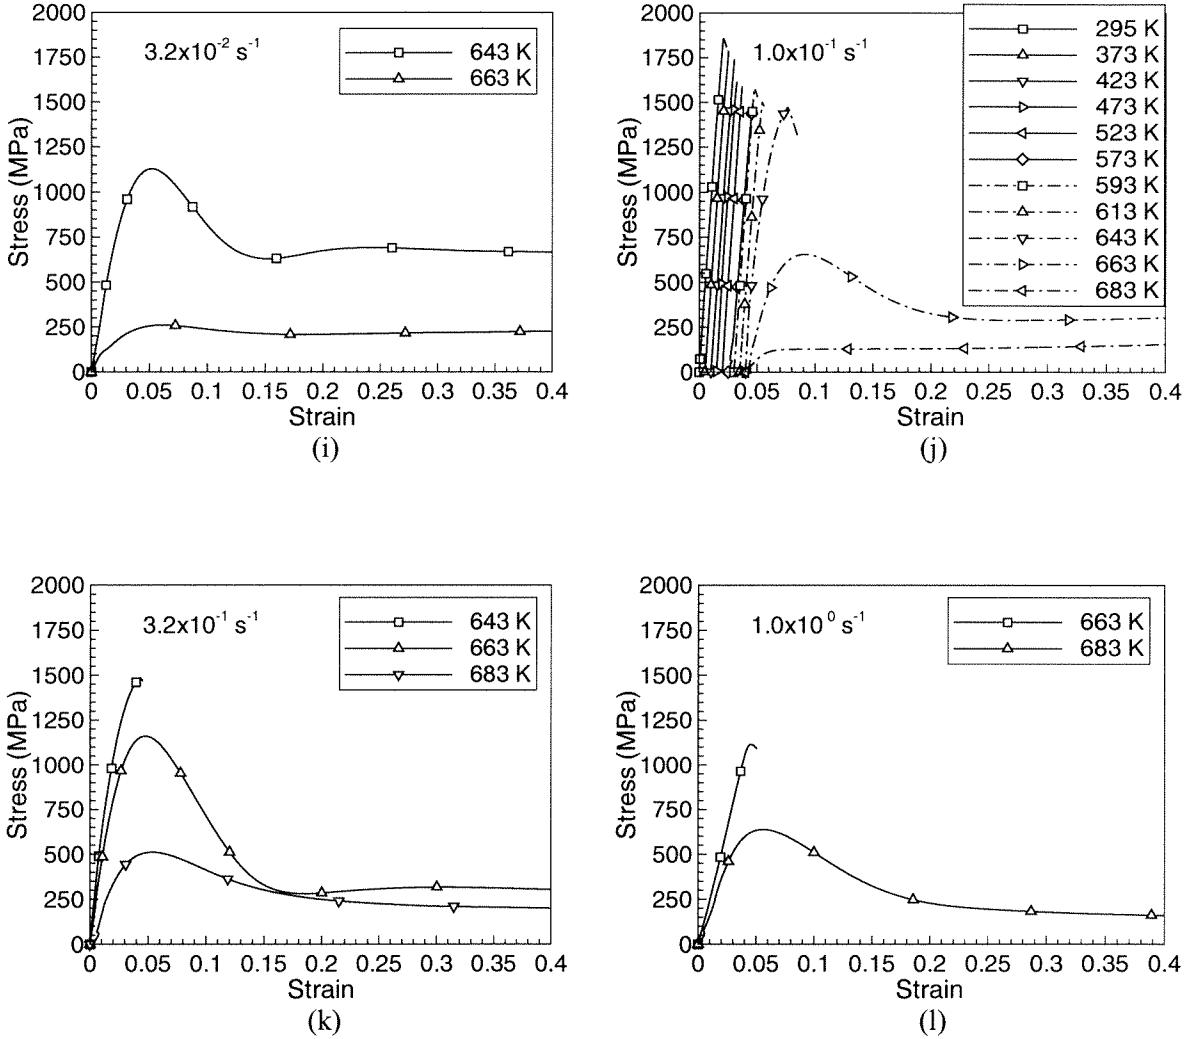 2000
1750
1500
1250
1000
750
500
250
0
Stress (MPa)
3.2x10⁻² s⁻¹
643 K
663 K
0 0.05 0.1 0.15 0.2 0.25 0.3 0.35 0.4
Strain
(i)
2000
1750
1500
1250
1000
750
500
250
0
Stress (MPa)
1.0x10⁻¹ s⁻¹
295 K
373 K
423 K
473 K
523 K
573 K
593 K
613 K
643 K
663 K
683 K
0 0.05 0.1 0.15 0.2 0.25 0.3 0.35 0.4
Strain
(j)
2000
1750
1500
1250
1000
750
500
250
0
Stress (MPa)
3.2x10⁻¹ s⁻¹
643 K
663 K
683 K
0 0.05 0.1 0.15 0.2 0.25 0.3 0.35 0.4
Strain
(k)
2000
1750
1500
1250
1000
750
500
250
0
Stress (MPa)
1.0x10⁰ s⁻¹
663 K
683 K
0 0.05 0.1 0.15 0.2 0.25 0.3 0.35 0.4
Strain
(l)